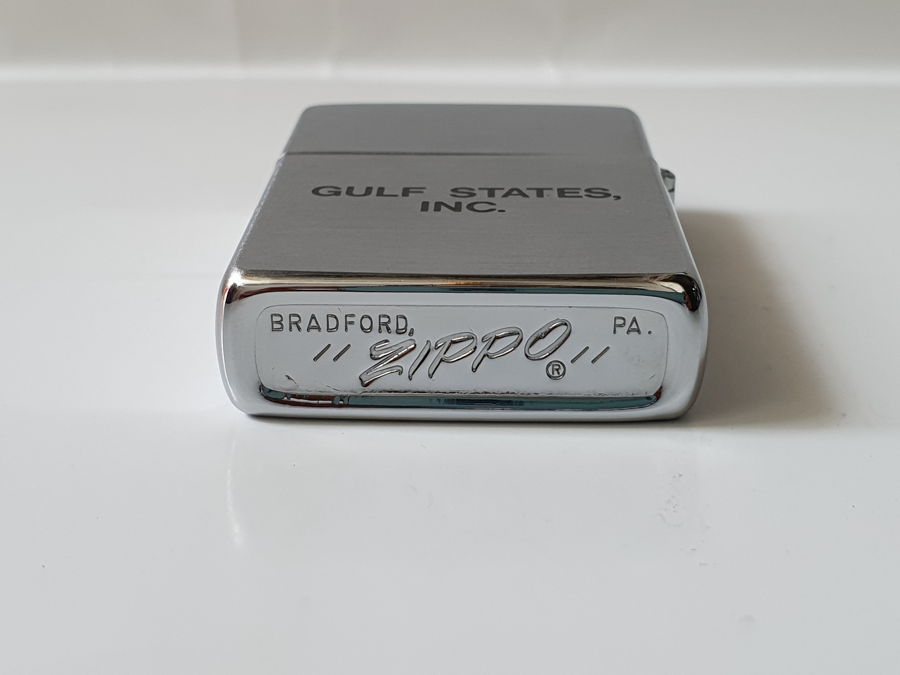 GULF STATES,
INC.
BRADFORD, PA.
// ZIPPO ® //